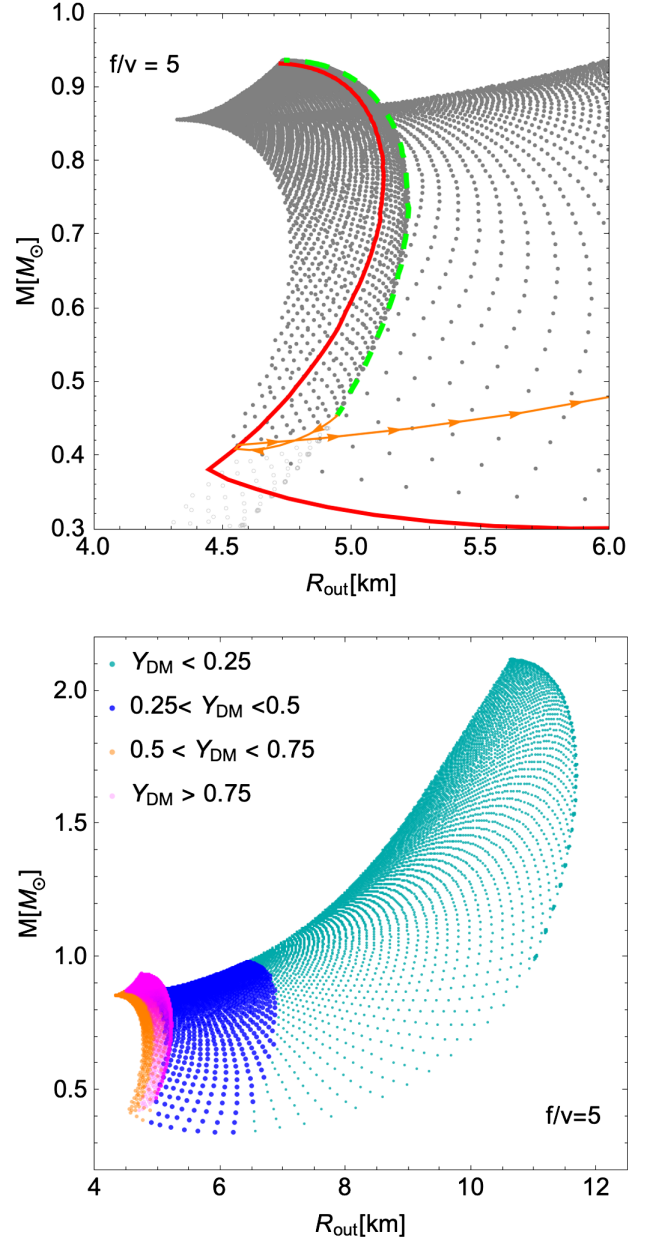 f/v = 5
M[M⊙]
1.0
0.9
0.8
0.7
0.6
0.5
0.4
0.3
4.0 4.5 5.0 5.5 6.0
Rout[km]
YDM < 0.25
0.25< YDM <0.5
0.5 < YDM < 0.75
YDM > 0.75
M[M⊙]
2.0
1.5
1.0
0.5
f/v=5
4 6 8 10 12
Rout[km]